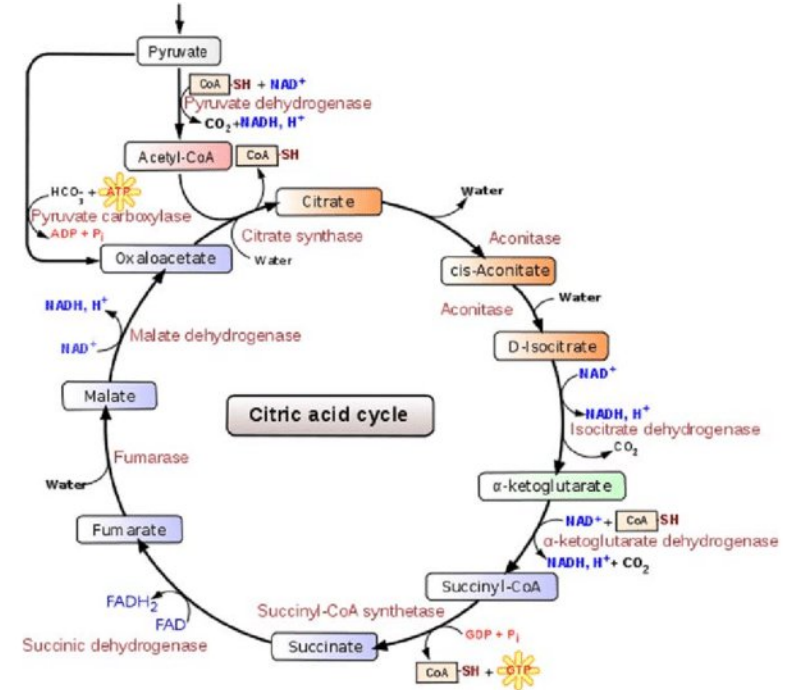 Pyruvate
CoA SH + NAD+
Pyruvate dehydrogenase
CO2+NADH, H+
Acetyl-CoA
CoA SH
HCO3- + ATP
Pyruvate carboxylase
ADP + Pi
Citrate
Water
Citrate synthase
Water
Aconitase
Oxaloacetate
cis-Aconitate
Aconitase
Water
NADH, H+
Malate dehydrogenase
NAD+
D-Isocitrate
NAD+
NADH, H+
Isocitrate dehydrogenase
CO2
Malate
Citric acid cycle
Fumarase
Water
α-ketoglutarate
NAD+ + CoA SH
α-ketoglutarate dehydrogenase
NADH, H+ + CO2
Fumarate
Succinyl-CoA
FADH2
FAD
Succinic dehydrogenase
Succinyl-CoA synthetase
GDP + Pi
Succinate
CoA SH + GTP